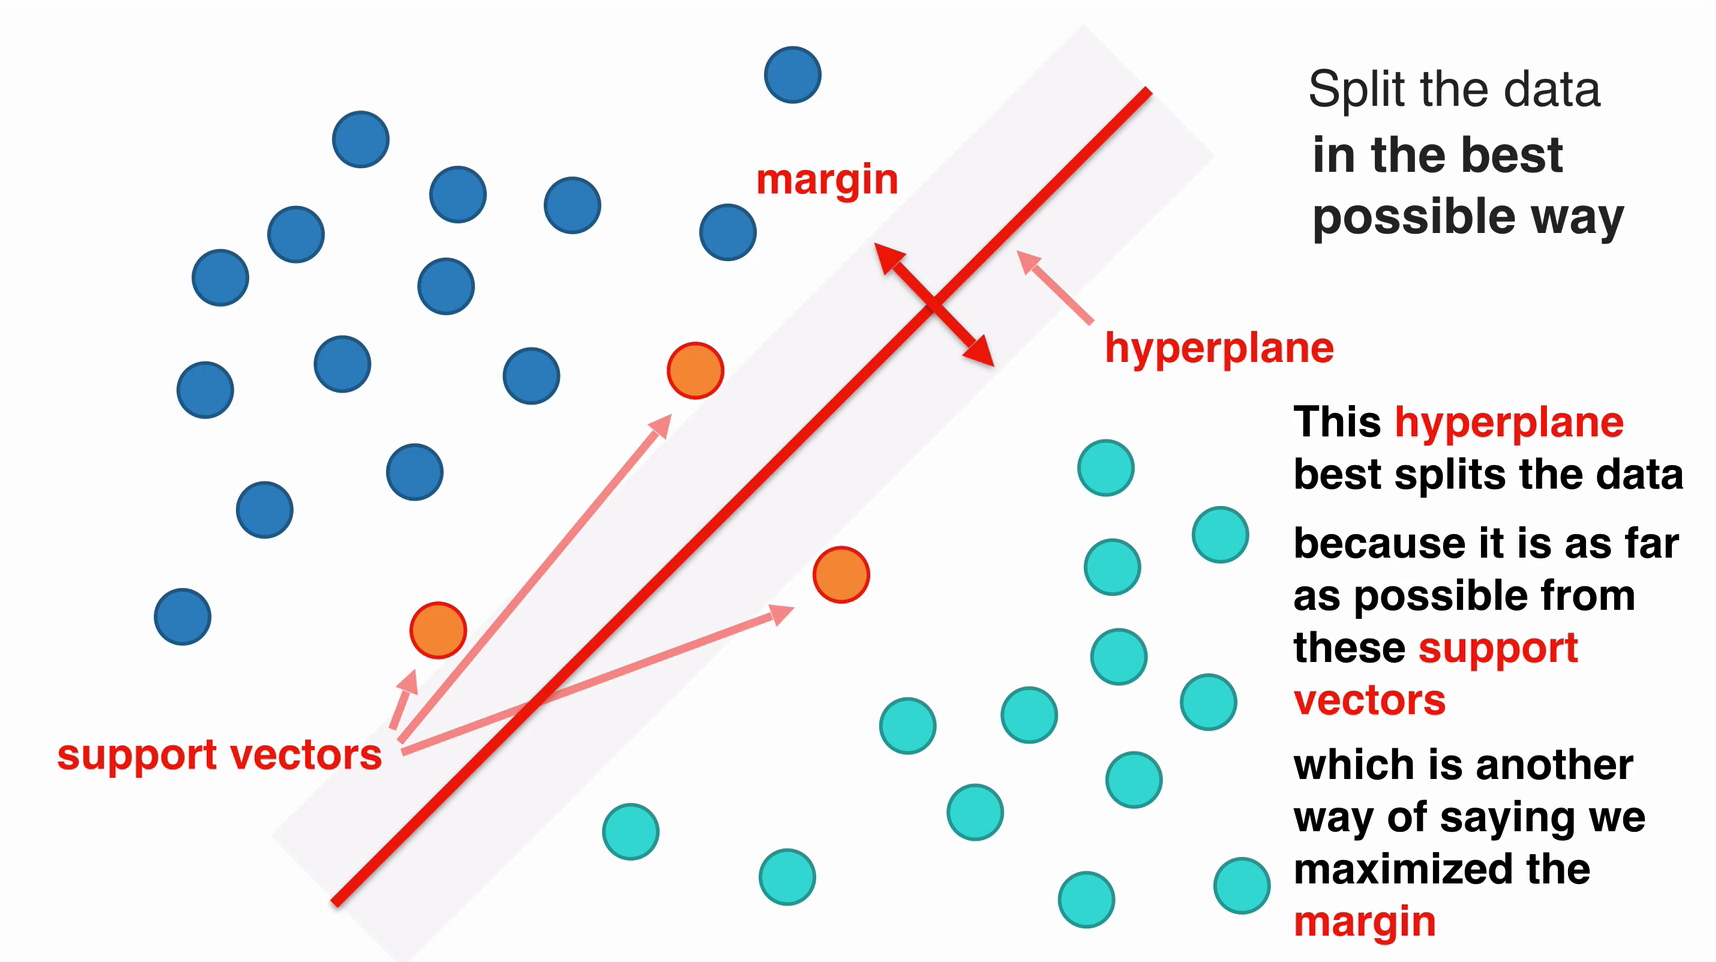 Split the data
in the best
possible way
margin
hyperplane
This hyperplane
best splits the data
because it is as far
as possible from
these support
vectors
support vectors
which is another
way of saying we
maximized the
margin